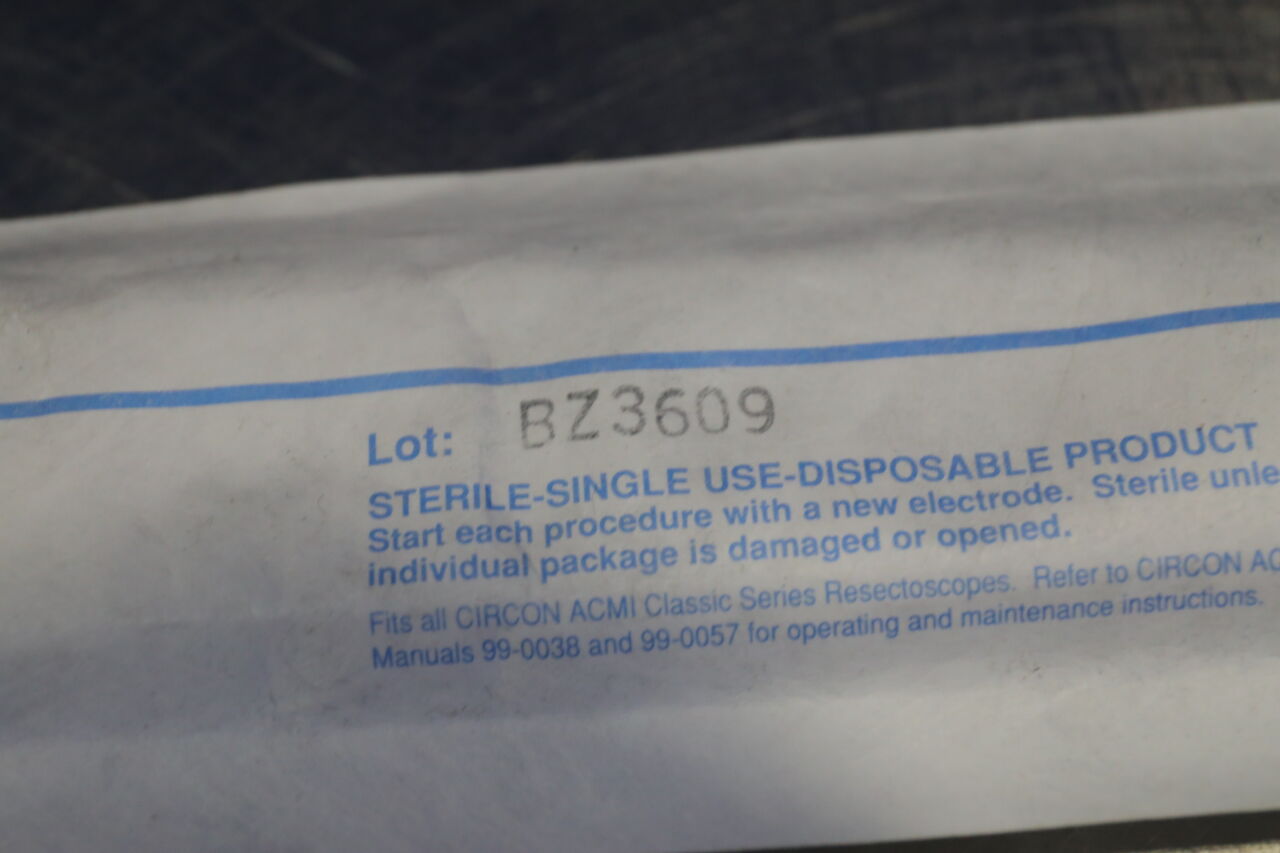 Lot: BZ3609
STERILE-SINGLE USE-DISPOSABLE PRODUCT
Start each procedure with a new electrode. Sterile unle
individual package is damaged or opened.
Fits all CIRCON ACMI Classic Series Resectoscopes. Refer to CIRCON AC
Manuals 99-0038 and 99-0057 for operating and maintenance instructions.